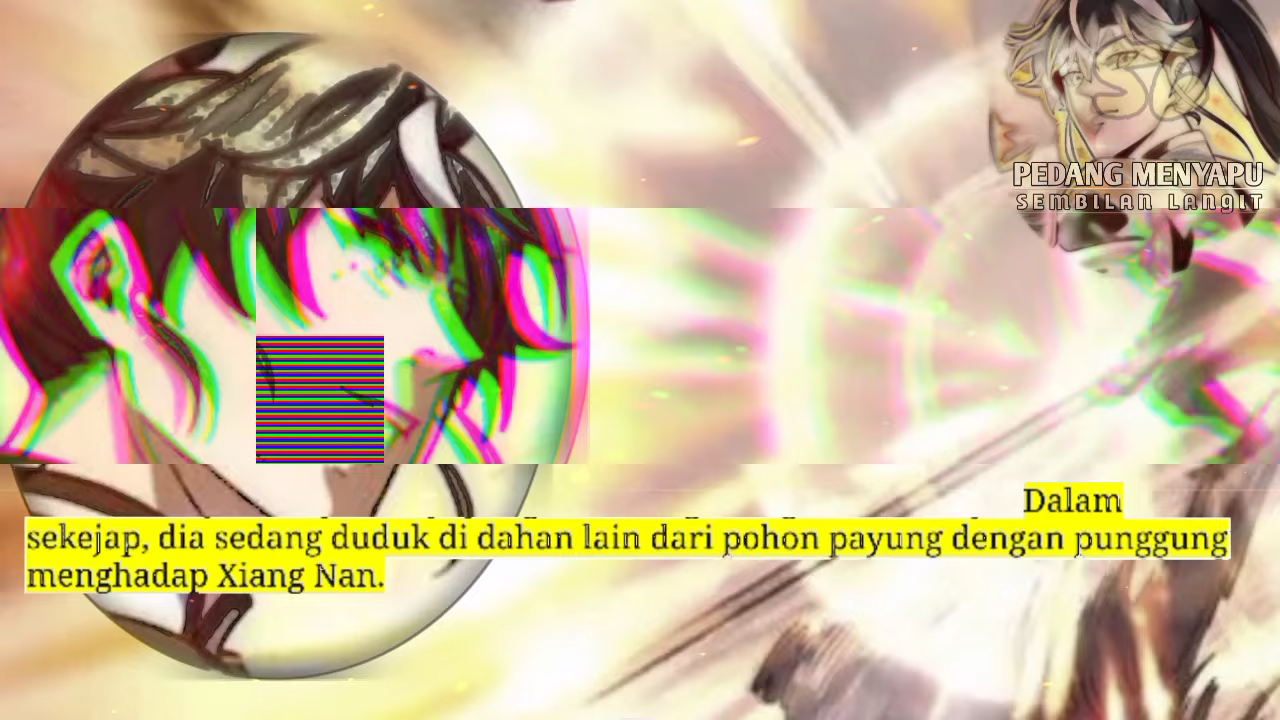 PEDANG MENYAPU
SEMBILAN LANGIT
Dalam
sekejap, dia sedang duduk di dahan lain dari pohon payung dengan punggung
menghadap Xiang Nan.